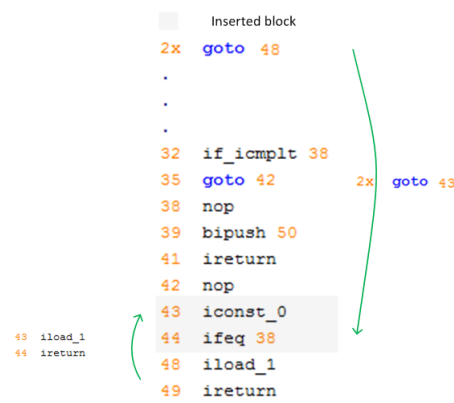 Inserted block
2x goto 48
.
.
.
32 if_icmplt 38
35 goto 42
2x goto 43
38 nop
39 bipush 50
41 ireturn
42 nop
43 iconst_0
44 ifeq 38
48 iload_1
49 ireturn
43 iload_1
44 ireturn